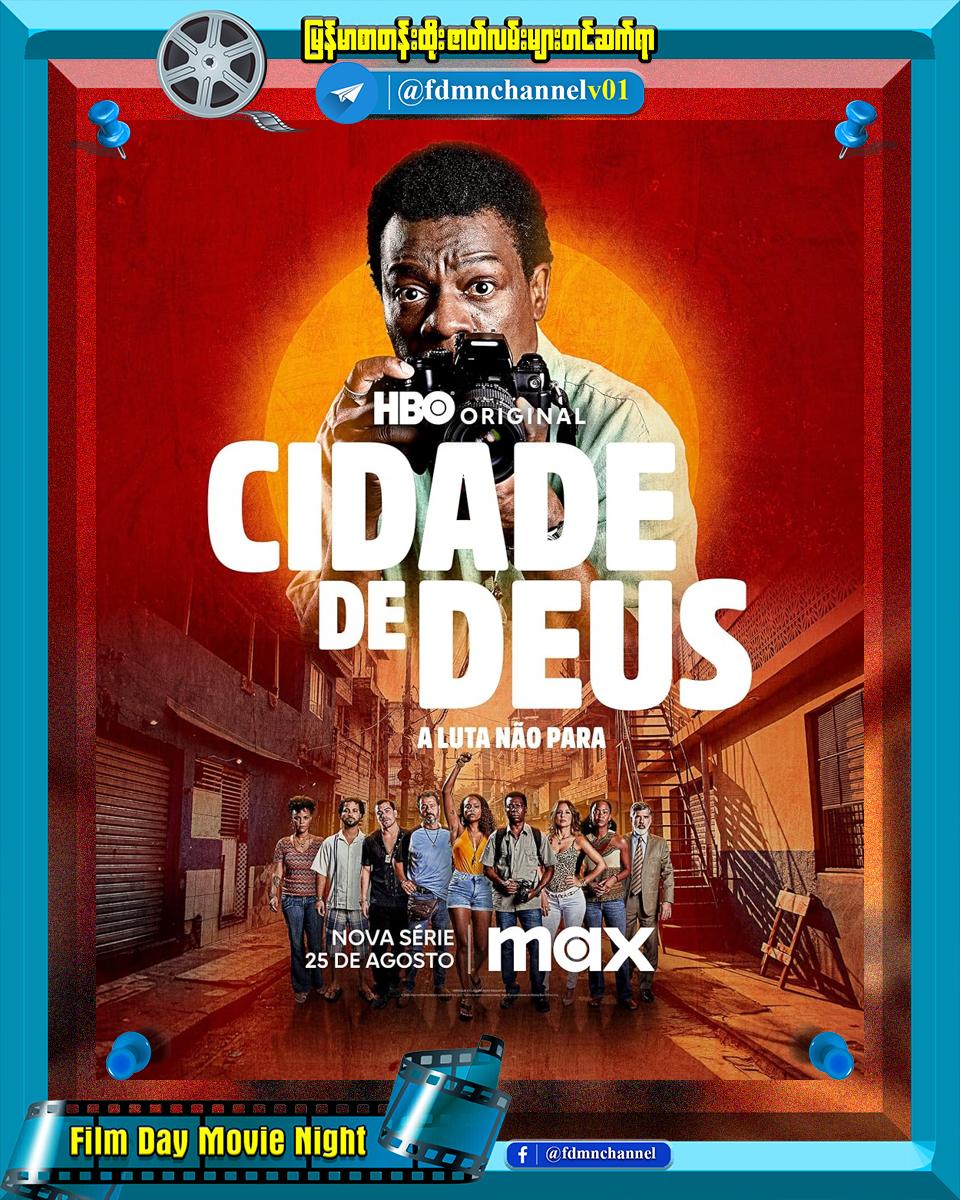 မြန်မာစာတန်းထိုးဇာတ်လမ်းများတင်ဆက်ရာ
@fdmnchannelv01
HBO ORIGINAL
CIDADE
DE DEUS
A LUTA NÃO PARA
NOVA SÉRIE
25 DE AGOSTO
max
Film Day Movie Night
f @fdmnchannel